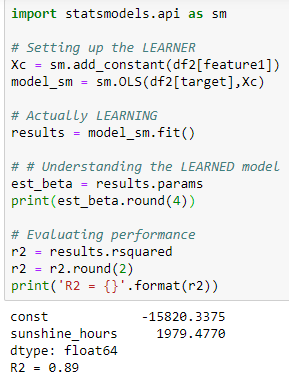 import statsmodels.api as sm
# Setting up the LEARNER
Xc = sm.add_constant(df2[feature1])
model_sm = sm.OLS(df2[target],Xc)
# Actually LEARNING
results = model_sm.fit()
# # Understanding the LEARNED model
est_beta = results.params
print(est_beta.round(4))
# Evaluating performance
r2 = results.rsquared
r2 = r2.round(2)
print('R2 = {}'.format(r2))
const             -15820.3375
sunshine_hours      1979.4770
dtype: float64
R2 = 0.89